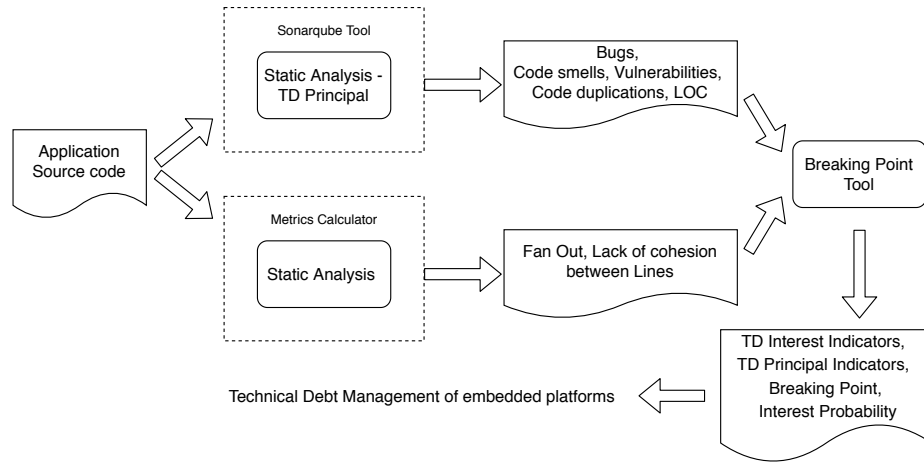 Sonarqube Tool
Static Analysis -
TD Principal
Bugs,
Code smells, Vulnerabilities,
Code duplications, LOC
Application
Source code
Breaking Point
Tool
Metrics Calculator
Static Analysis
Fan Out, Lack of cohesion
between Lines
TD Interest Indicators,
TD Principal Indicators,
Breaking Point,
Interest Probability
Technical Debt Management of embedded platforms